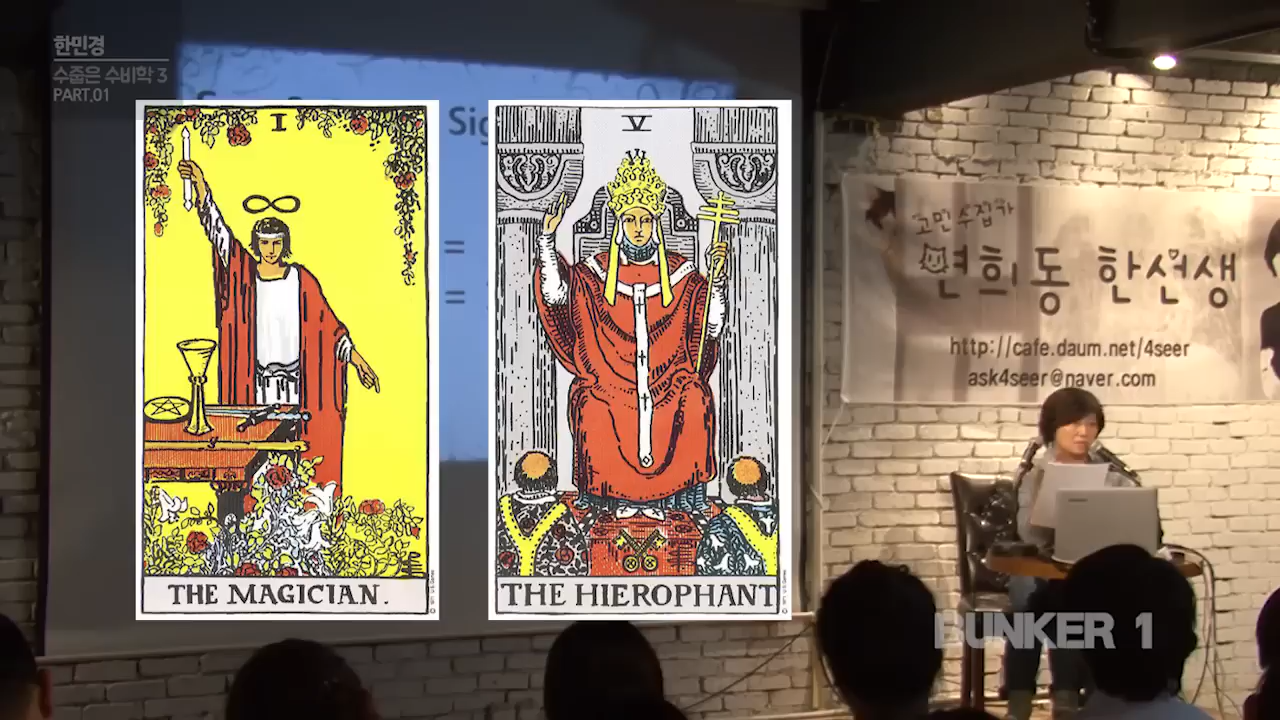 한민경
수줍은 수비학 3
PART.01
I
THE MAGICIAN.
V
THE HIEROPHANT
=
=
고민 수집가
연희동 한선생
http://cafe.daum.net/4seer
ask4seer@naver.com
BUNKER 1